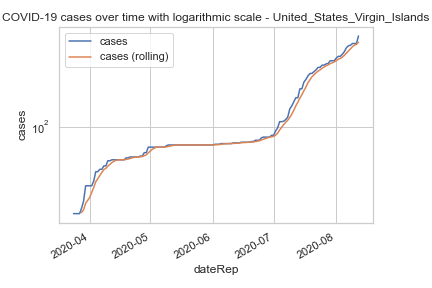 COVID-19 cases over time with logarithmic scale - United_States_Virgin_Islands
cases
cases (rolling)
cases
10²
2020-04
2020-05
2020-06
2020-07
2020-08
dateRep